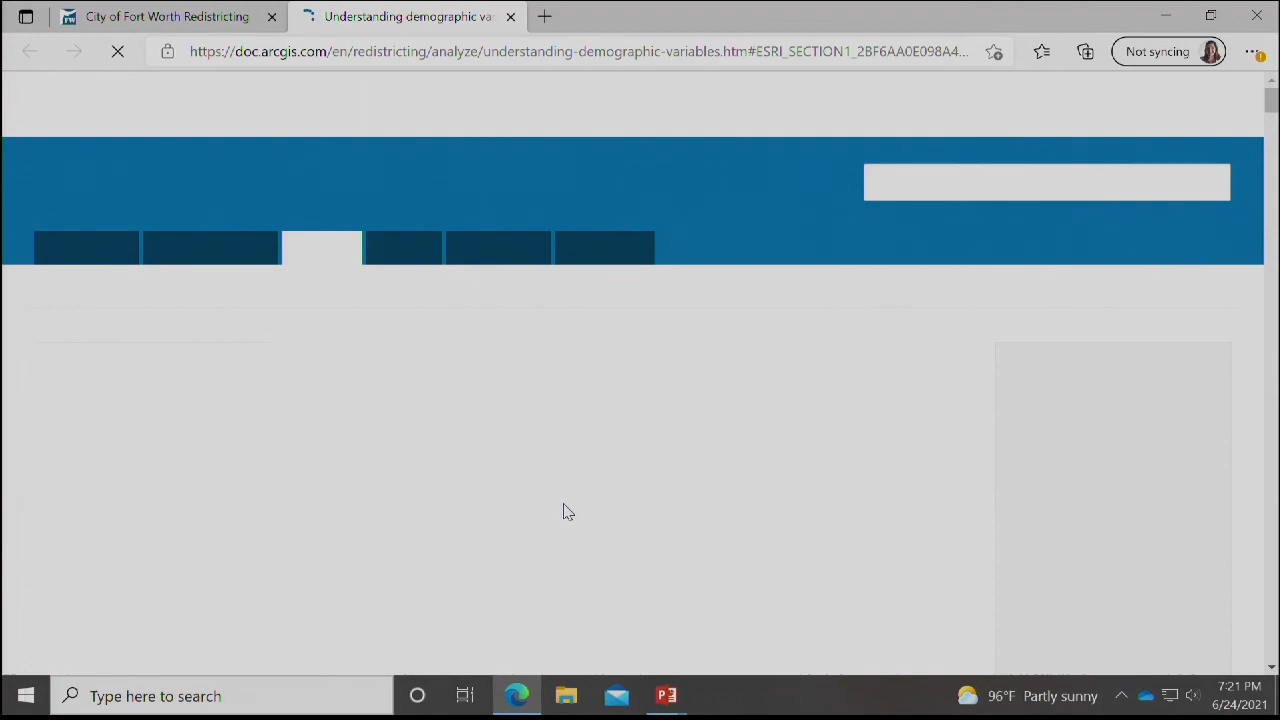 City of Fort Worth Redistricting
Understanding demographic var
https://doc.arcgis.com/en/redistricting/analyze/understanding-demographic-variables.htm#ESRI_SECTION1_2BF6AA0E098A4...
Not syncing
Type here to search
96°F Partly sunny
7:21 PM
6/24/2021